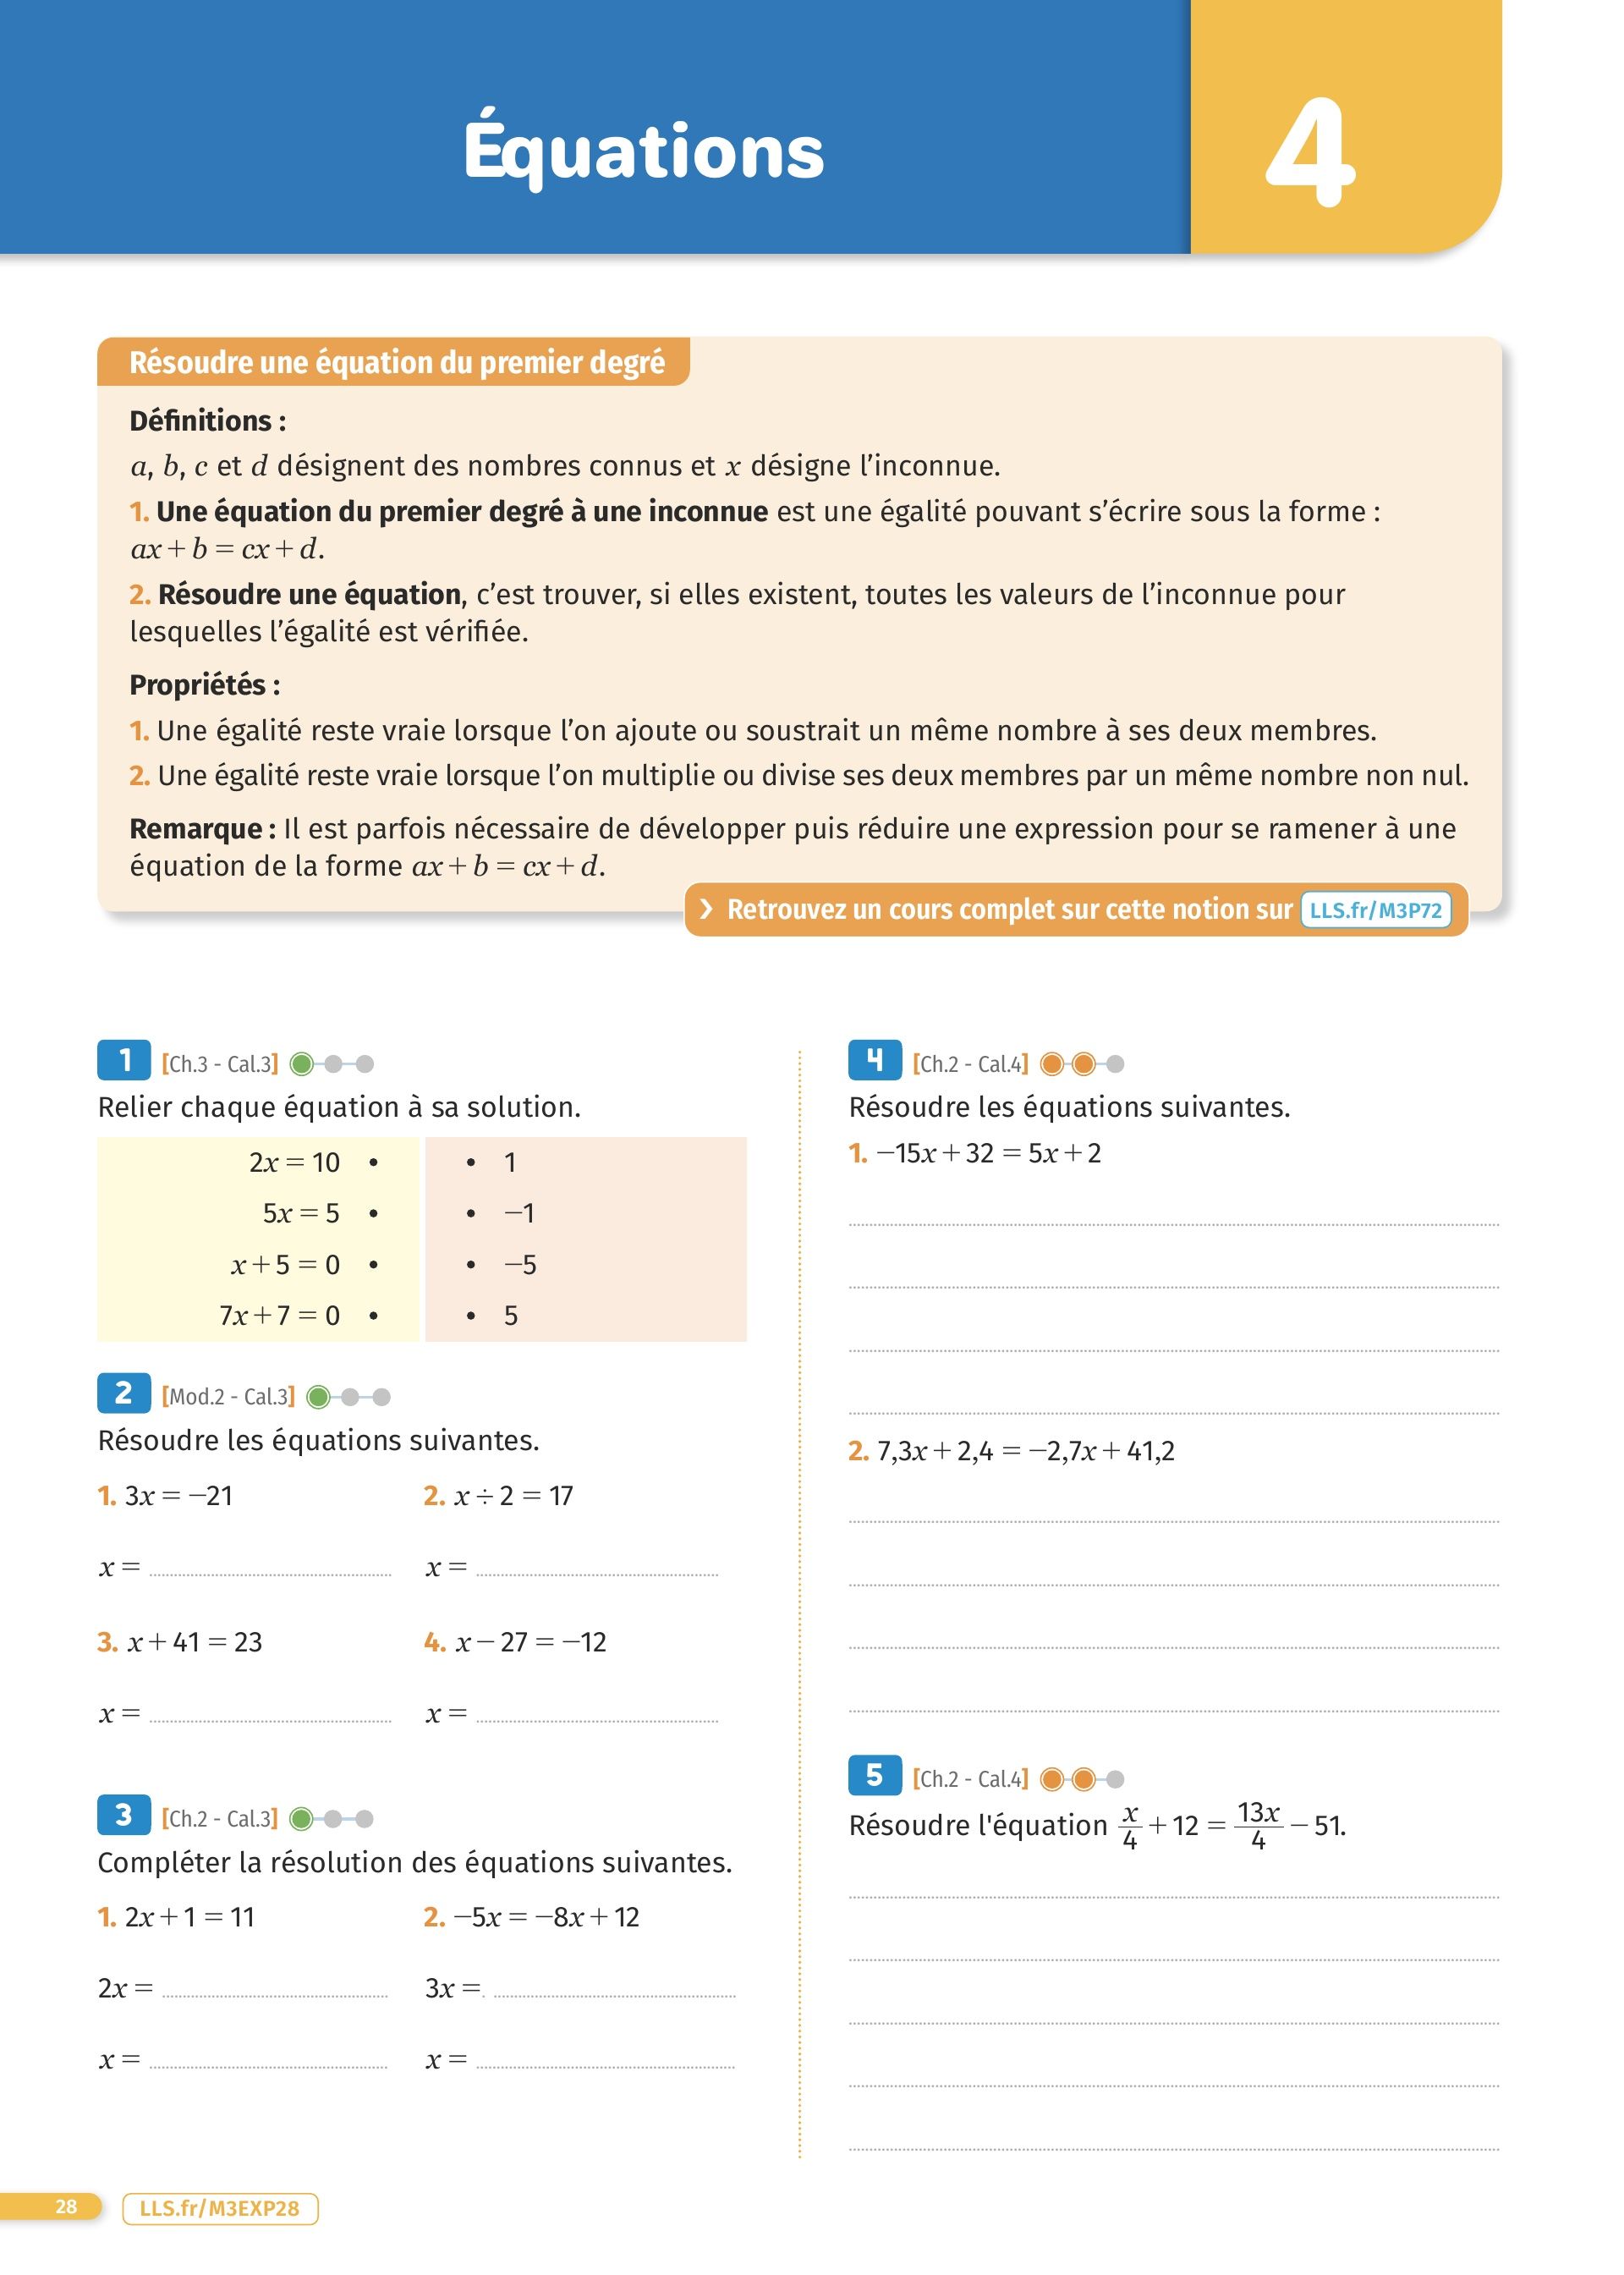 Équations
4
Résoudre une équation du premier degré
Définitions :
a, b, c et d désignent des nombres connus et x désigne l’inconnue.
1. Une équation du premier degré à une inconnue est une égalité pouvant s’écrire sous la forme :
ax + b = cx + d.
2. Résoudre une équation, c’est trouver, si elles existent, toutes les valeurs de l’inconnue pour
lesquelles l’égalité est vérifiée.
Propriétés :
1. Une égalité reste vraie lorsque l’on ajoute ou soustrait un même nombre à ses deux membres.
2. Une égalité reste vraie lorsque l’on multiplie ou divise ses deux membres par un même nombre non nul.
Remarque : Il est parfois nécessaire de développer puis réduire une expression pour se ramener à une
équation de la forme ax + b = cx + d.
› Retrouvez un cours complet sur cette notion sur LLS.fr/M3P72
1 [Ch.3 - Cal.3]
Relier chaque équation à sa solution.
2x = 10 • • 1
5x = 5 • • −1
x + 5 = 0 • • −5
7x + 7 = 0 • • 5
2 [Mod.2 - Cal.3]
Résoudre les équations suivantes.
1. 3x = −21 2. x ÷ 2 = 17
x = x =
3. x + 41 = 23 4. x − 27 = −12
x = x =
3 [Ch.2 - Cal.3]
Compléter la résolution des équations suivantes.
1. 2x + 1 = 11 2. −5x = −8x + 12
2x = 3x =
x = x =
4 [Ch.2 - Cal.4]
Résoudre les équations suivantes.
1. −15x + 32 = 5x + 2
2. 7,3x + 2,4 = −2,7x + 41,2
5 [Ch.2 - Cal.4]
Résoudre l'équation x/4 + 12 = 13x/4 − 51.
28 LLS.fr/M3EXP28